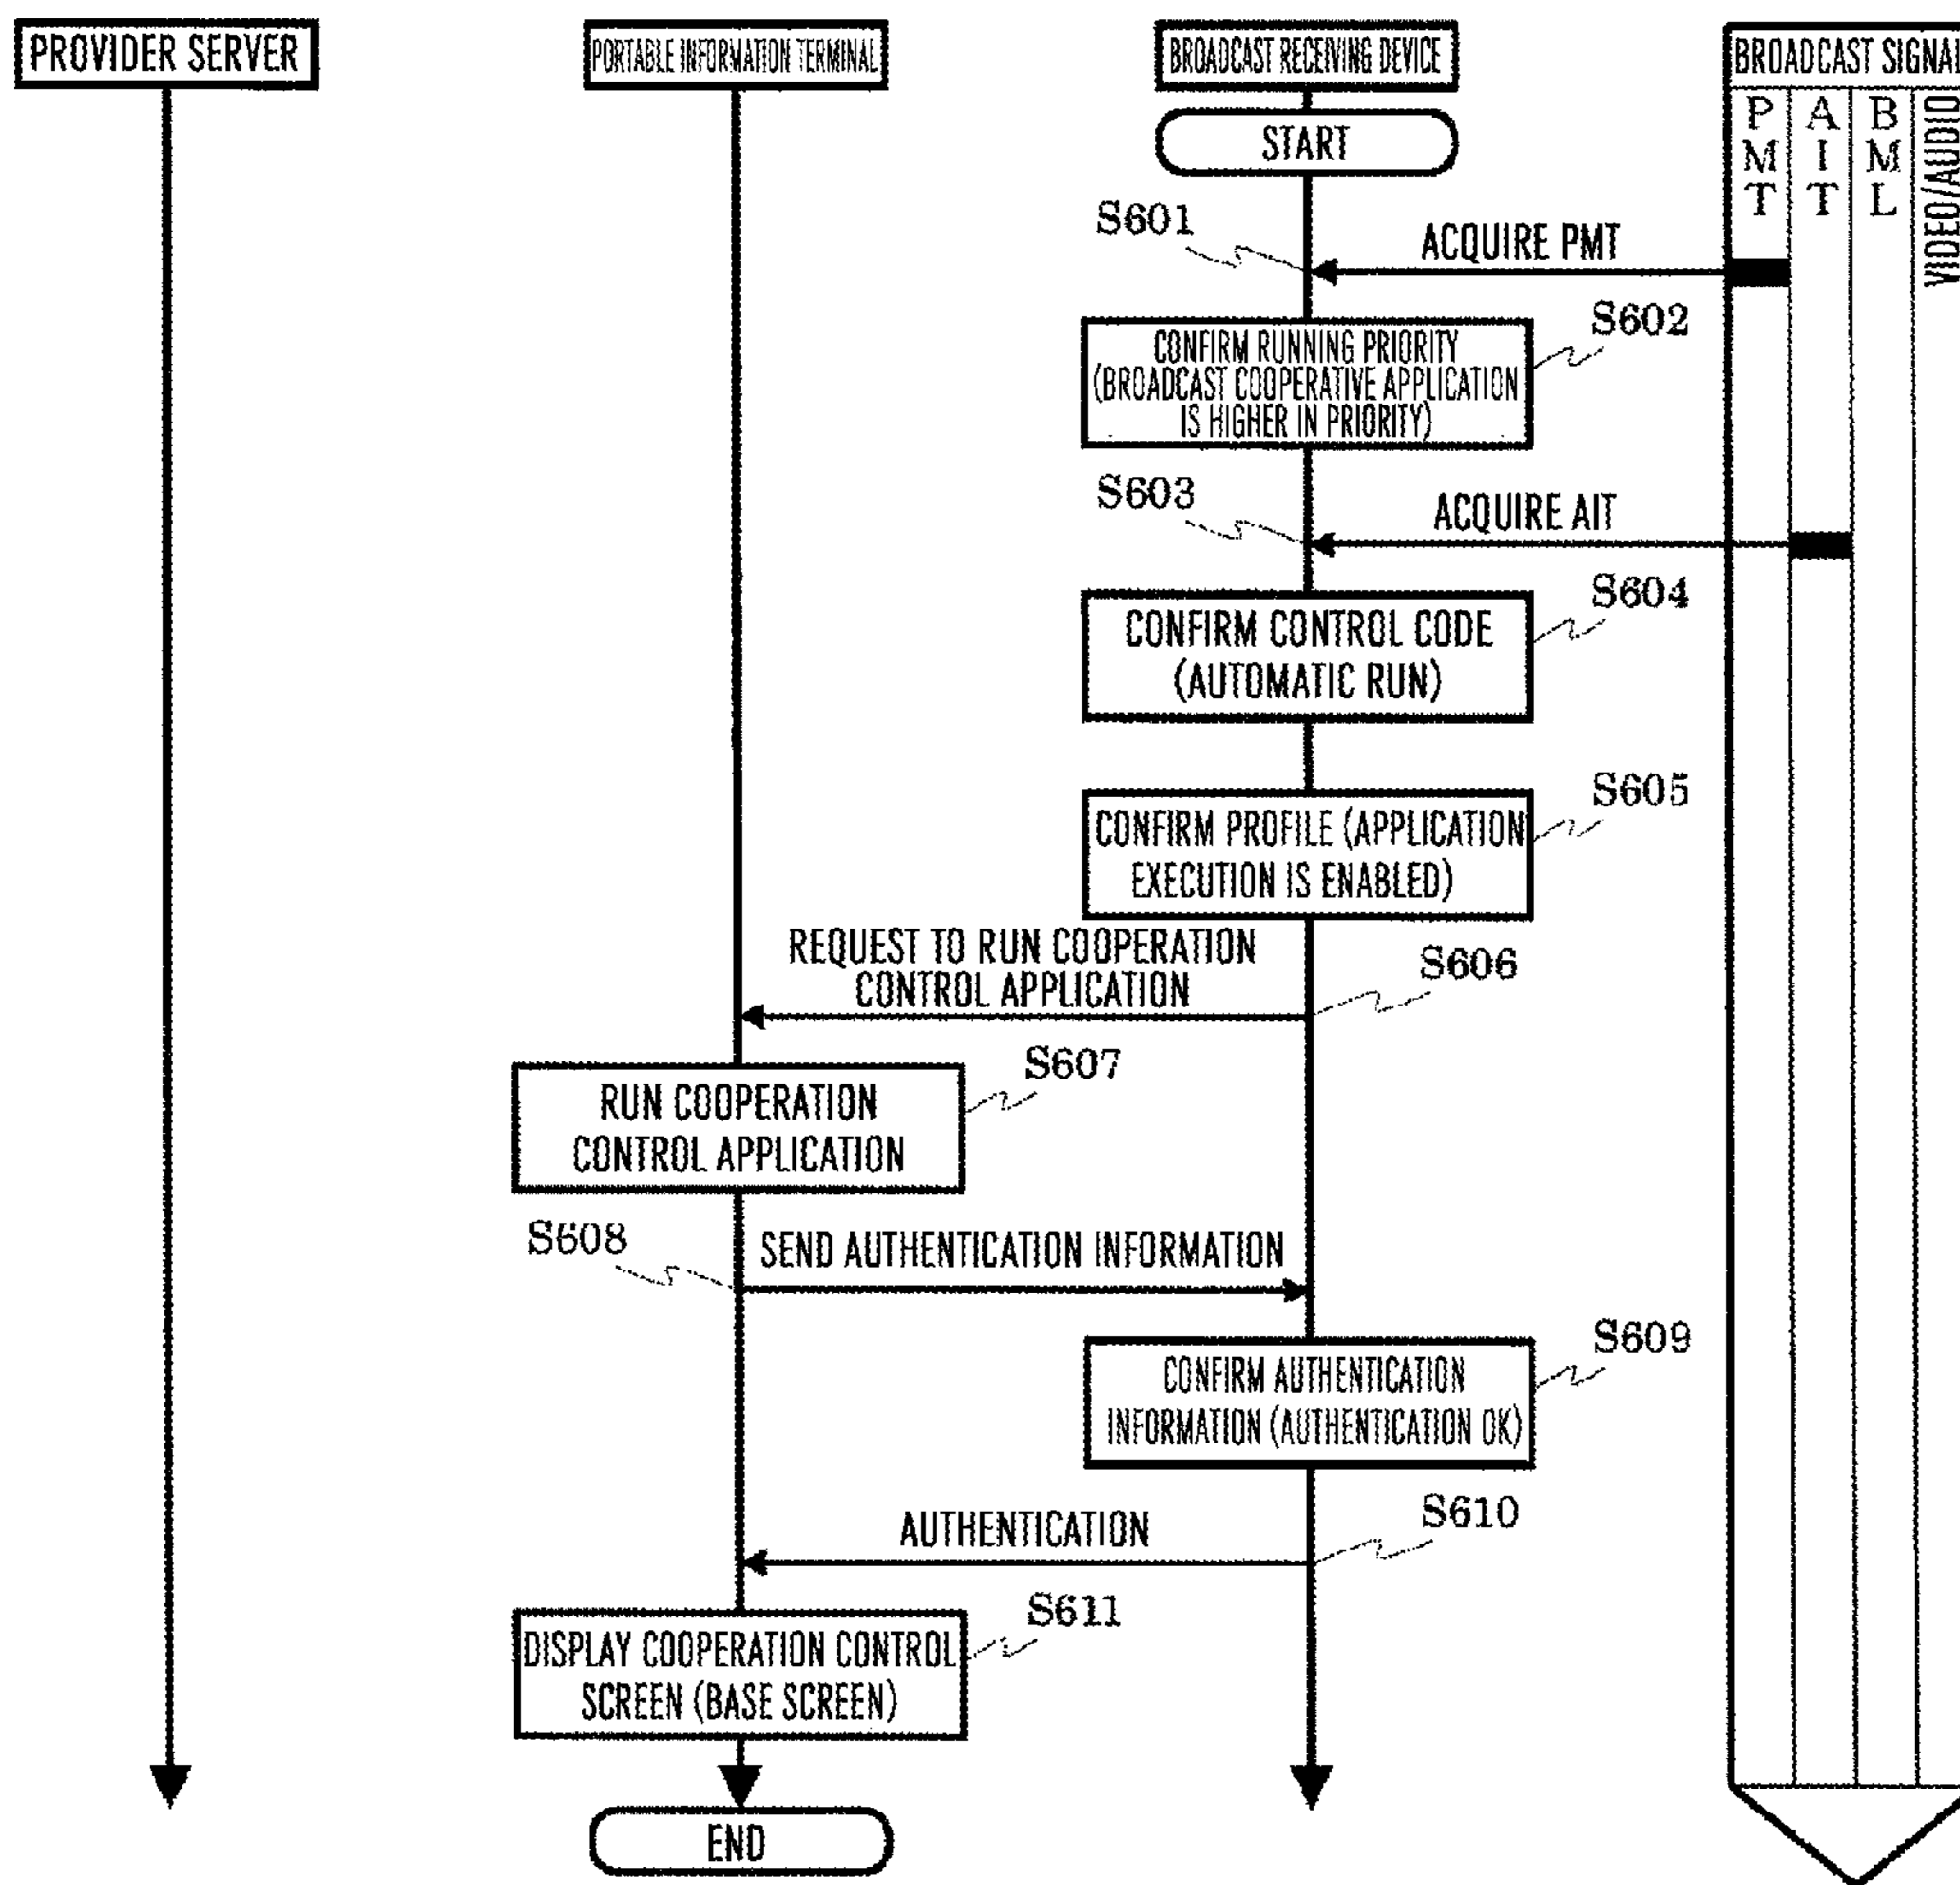 PROVIDER SERVER
PORTABLE INFORMATION TERMINAL
BROADCAST RECEIVING DEVICE
BROADCAST SIGNAL
PMT
AIT
BML
VIDEO/AUDIO
START
S601
ACQUIRE PMT
S602
CONFIRM RUNNING PRIORITY
(BROADCAST COOPERATIVE APPLICATION
IS HIGHER IN PRIORITY)
S603
ACQUIRE AIT
S604
CONFIRM CONTROL CODE
(AUTOMATIC RUN)
S605
CONFIRM PROFILE (APPLICATION
EXECUTION IS ENABLED)
REQUEST TO RUN COOPERATION
CONTROL APPLICATION
S606
S607
RUN COOPERATION
CONTROL APPLICATION
S608
SEND AUTHENTICATION INFORMATION
S609
CONFIRM AUTHENTICATION
INFORMATION (AUTHENTICATION OK)
S610
AUTHENTICATION
S611
DISPLAY COOPERATION CONTROL
SCREEN (BASE SCREEN)
END